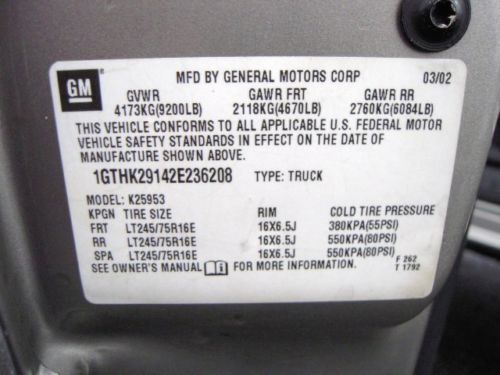 GM
MFD BY GENERAL MOTORS CORP 03/02
GVWR GAWR FRT GAWR RR
4173KG(9200LB) 2118KG(4670LB) 2760KG(6084LB)
THIS VEHICLE CONFORMS TO ALL APPLICABLE U.S. FEDERAL MOTOR
VEHICLE SAFETY STANDARDS IN EFFECT ON THE DATE OF
MANUFACTURE SHOWN ABOVE.
1GTHK29142E236208 TYPE: TRUCK
MODEL: K25953
KPGN TIRE SIZE RIM COLD TIRE PRESSURE
FRT LT245/75R16E 16X6.5J 380KPA(55PSI)
RR LT245/75R16E 16X6.5J 550KPA(80PSI)
SPA LT245/75R16E 16X6.5J 550KPA(80PSI)
SEE OWNER'S MANUAL FOR MORE INFORMATION. F 262
T 1792